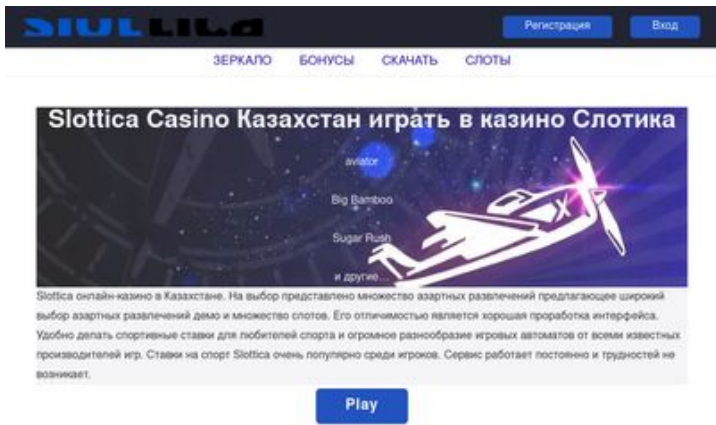 Slottica
Регистрация Вход
ЗЕРКАЛО БОНУСЫ СКАЧАТЬ СЛОТЫ
Slottica Casino Казахстан играть в казино Слотика
aviator
Big Bamboo
Sugar Rush
и другие...
Slottica онлайн-казино в Казахстане. На выбор представлено множество азартных развлечений предлагающее широкий
выбор азартных развлечений демо и множество слотов. Его отличимостью является хорошая проработка интерфейса.
Удобно делать спортивные ставки для любителей спорта и огромное разнообразие игровых автоматов от всеми известных
производителей игр. Ставки на спорт Slottica очень популярно среди игроков. Сервис работает постоянно и трудностей не
возникает.
Play